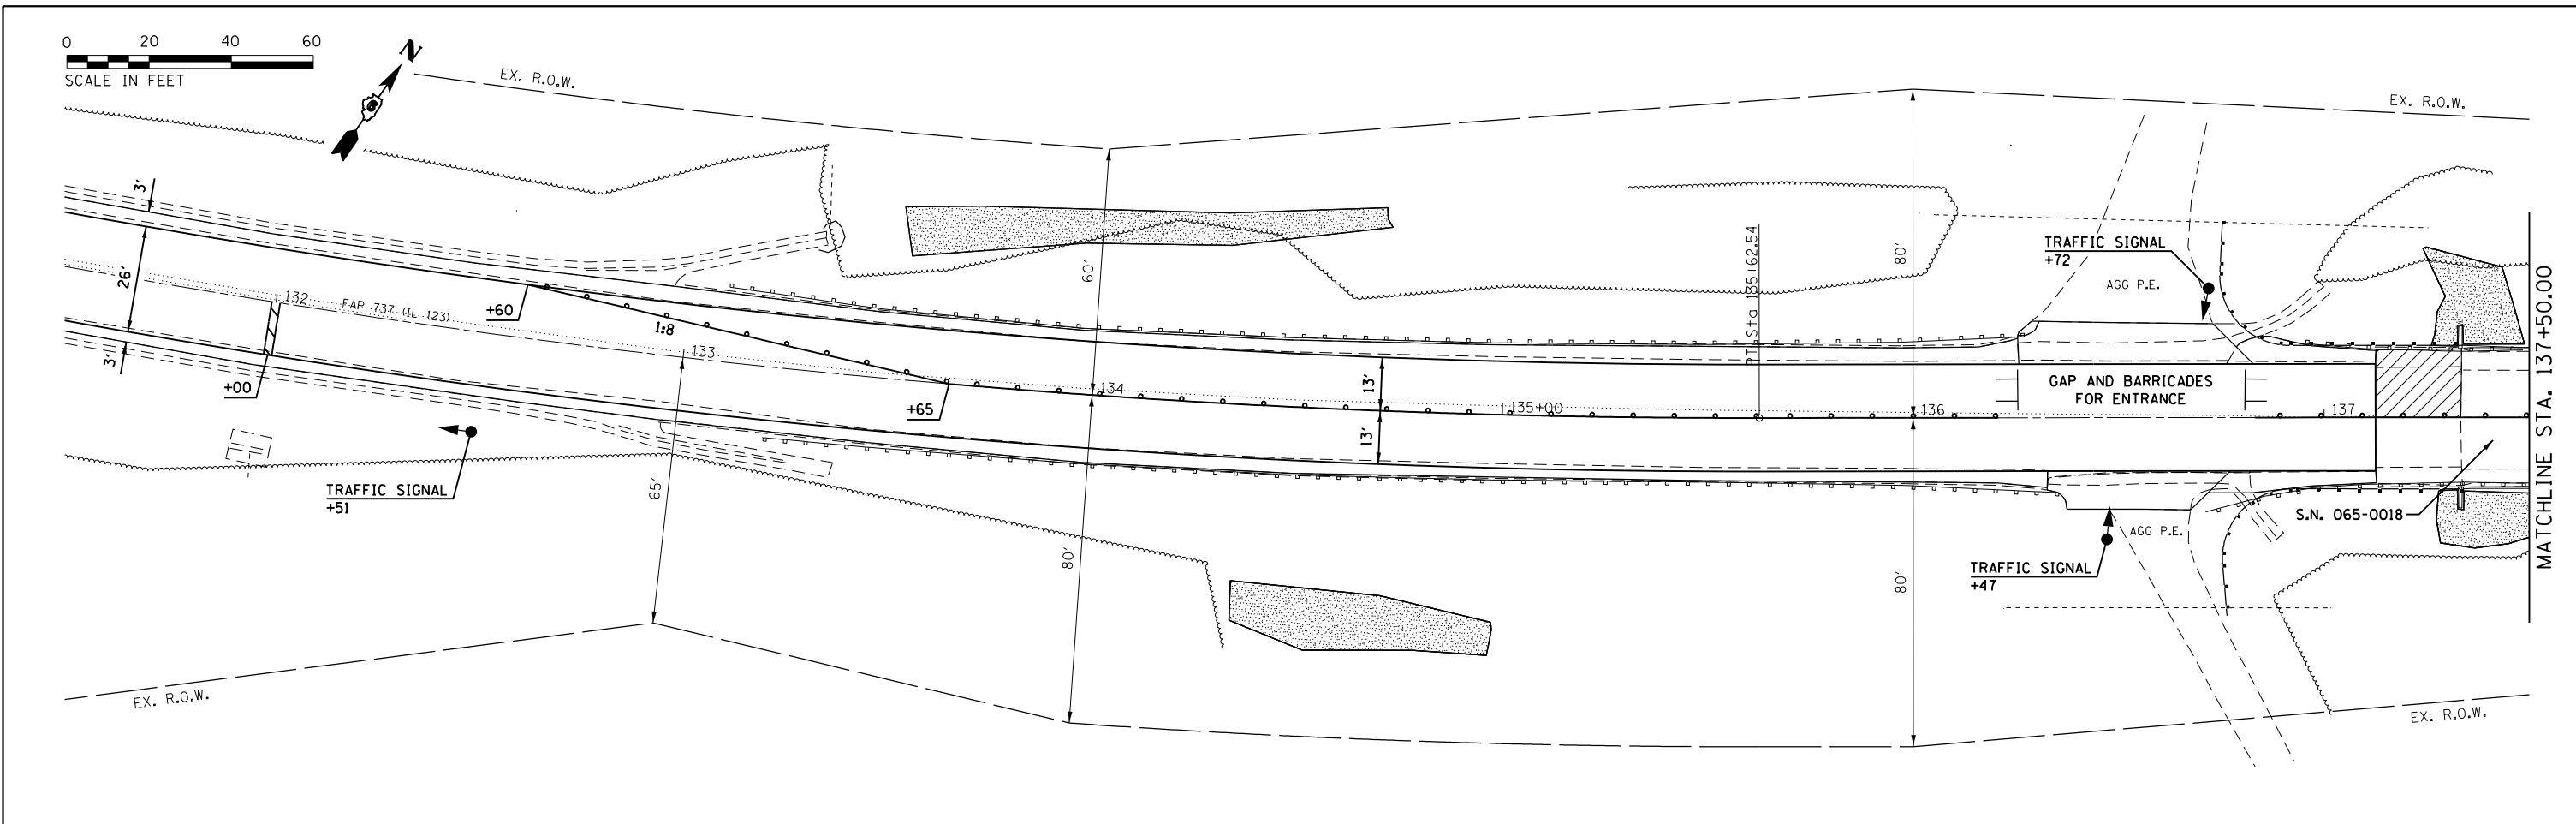 0 20 40 60
SCALE IN FEET
N
EX. R.O.W.
EX. R.O.W.
3'
26'
3'
132
FAP 737 (IL 123)
+60
1:8
133
+00
+65
60'
134
13'
13'
135+00
PT Sta 135+62.54
80'
136
TRAFFIC SIGNAL
+72
AGG P.E.
GAP AND BARRICADES
FOR ENTRANCE
137
MATCHLINE STA. 137+50.00
TRAFFIC SIGNAL
+51
65'
80'
80'
S.N. 065-0018
AGG P.E.
TRAFFIC SIGNAL
+47
EX. R.O.W.
EX. R.O.W.